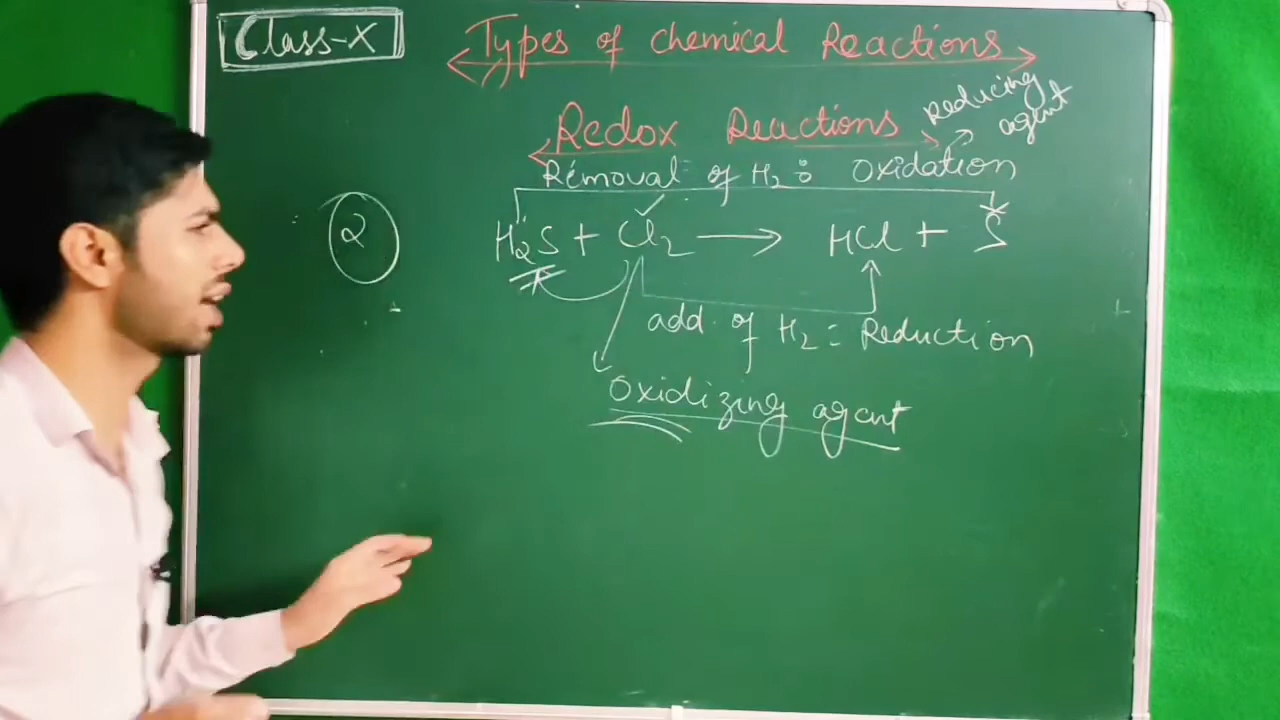 Class-X
Types of chemical Reactions
Redox Reactions
Reducing
agent
Removal of H₂ : Oxidation
2
H₂S + Cl₂ → HCl + S
add. of H₂ : Reduction
Oxidizing agent